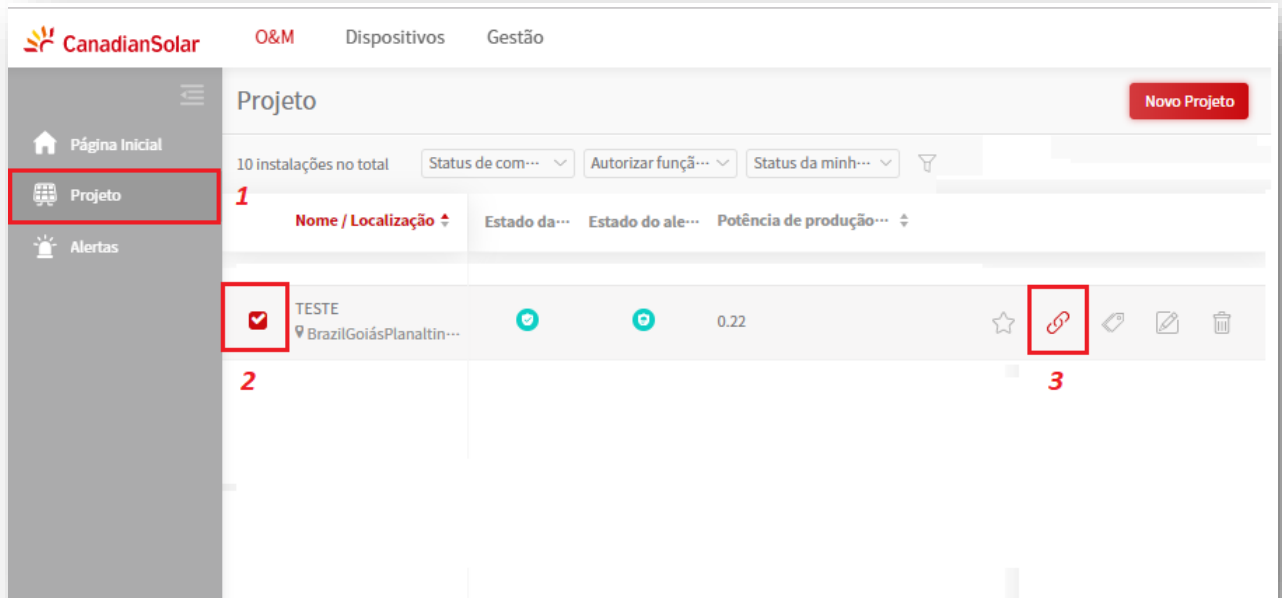 CanadianSolar
O&M Dispositivos Gestão
Projeto
Novo Projeto
Página Inicial
10 instalações no total Status de com··· Autorizar funçã··· Status da minh···
Projeto
1
Nome / Localização Estado da··· Estado do ale··· Potência de produção···
Alertas
TESTE
BrazilGoiásPlanaltin···
0.22
2
3